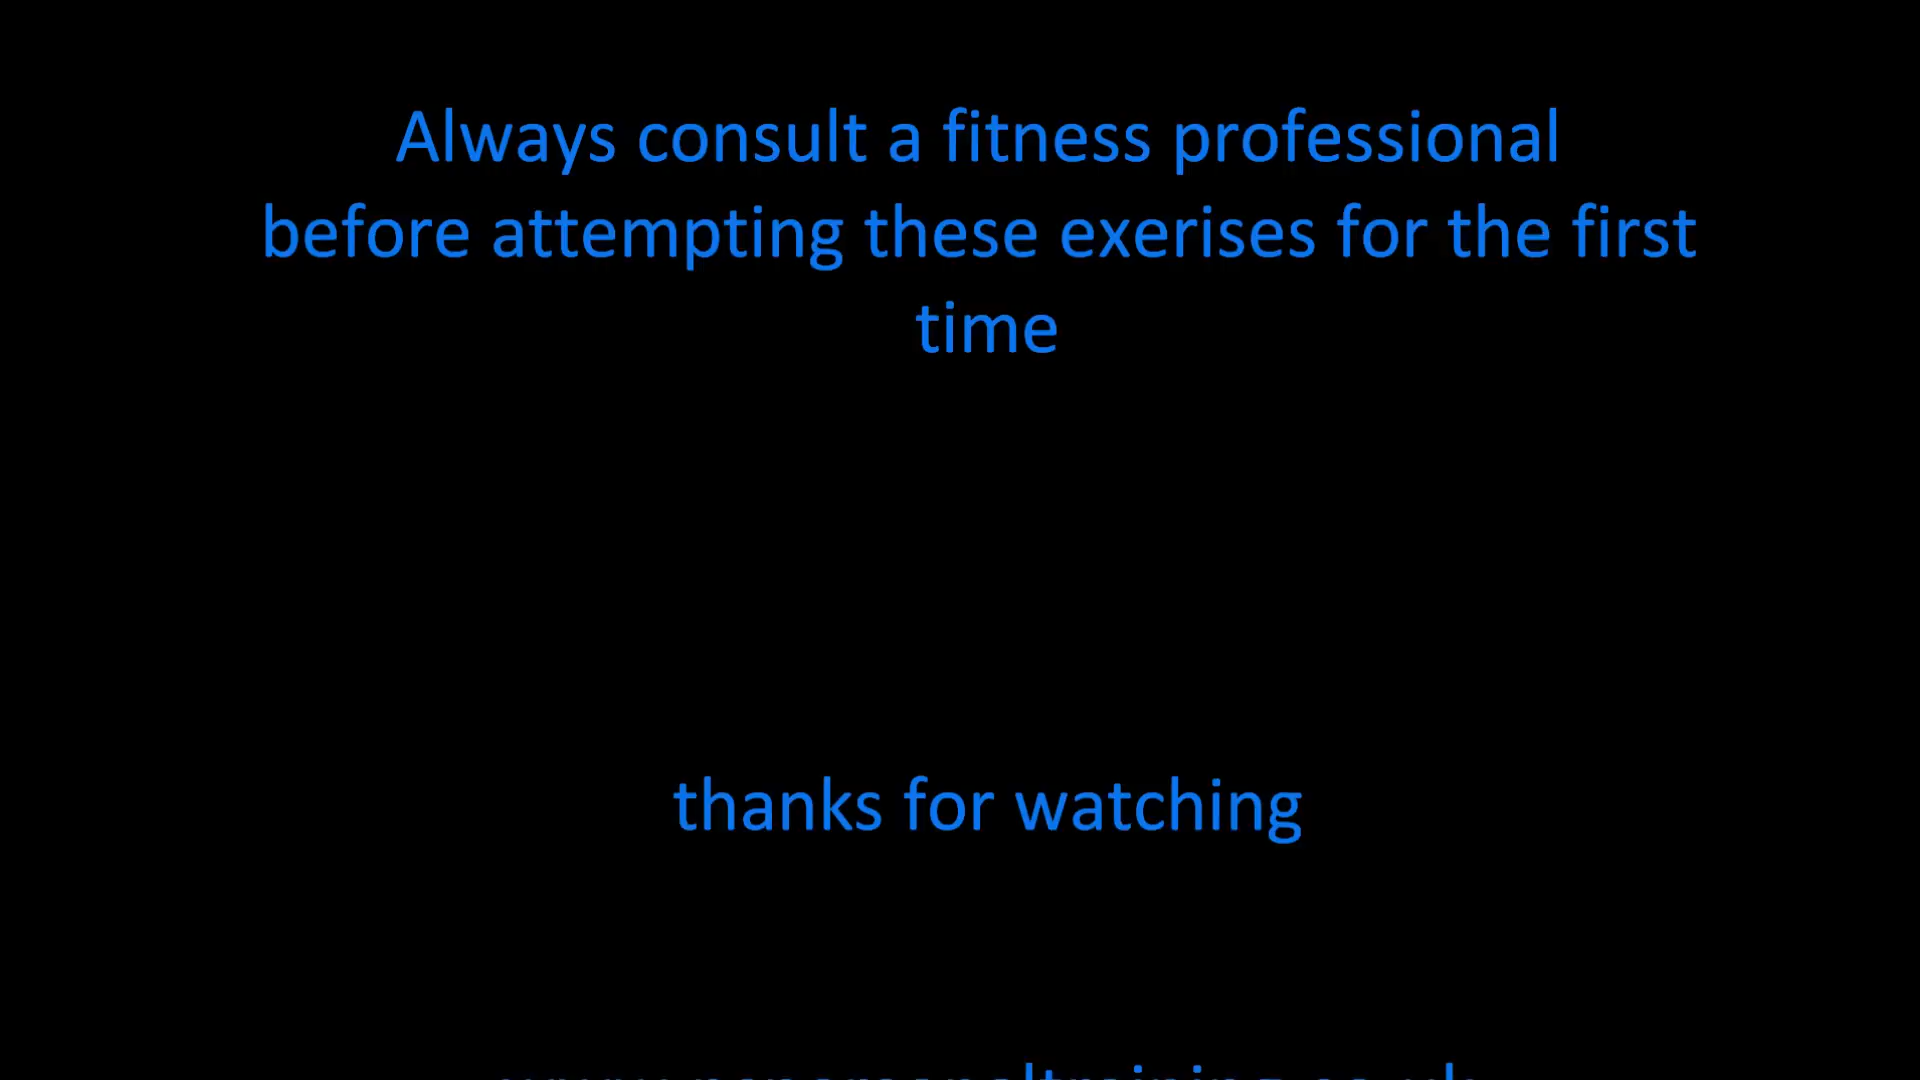 Always consult a fitness professional
before attempting these exerises for the first
time
thanks for watching